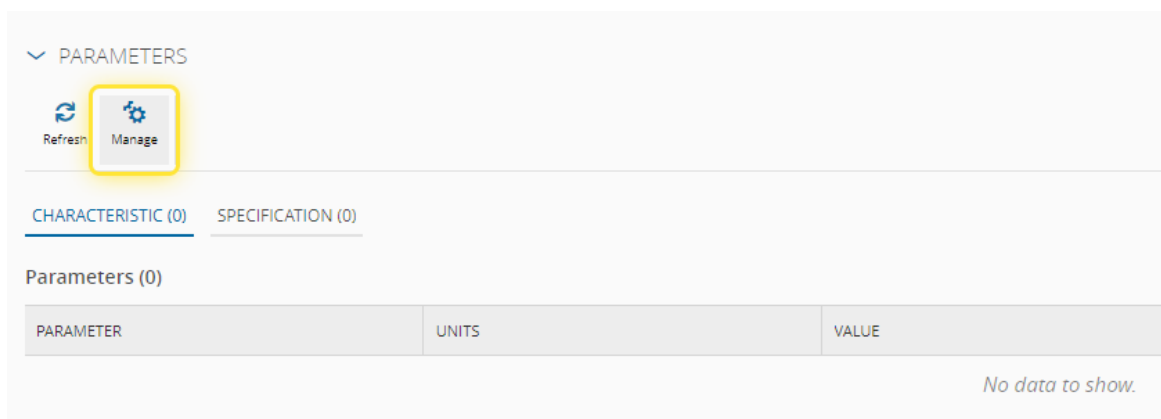 PARAMETERS
Refresh Manage
CHARACTERISTIC (0) SPECIFICATION (0)
Parameters (0)
PARAMETER UNITS VALUE
No data to show.